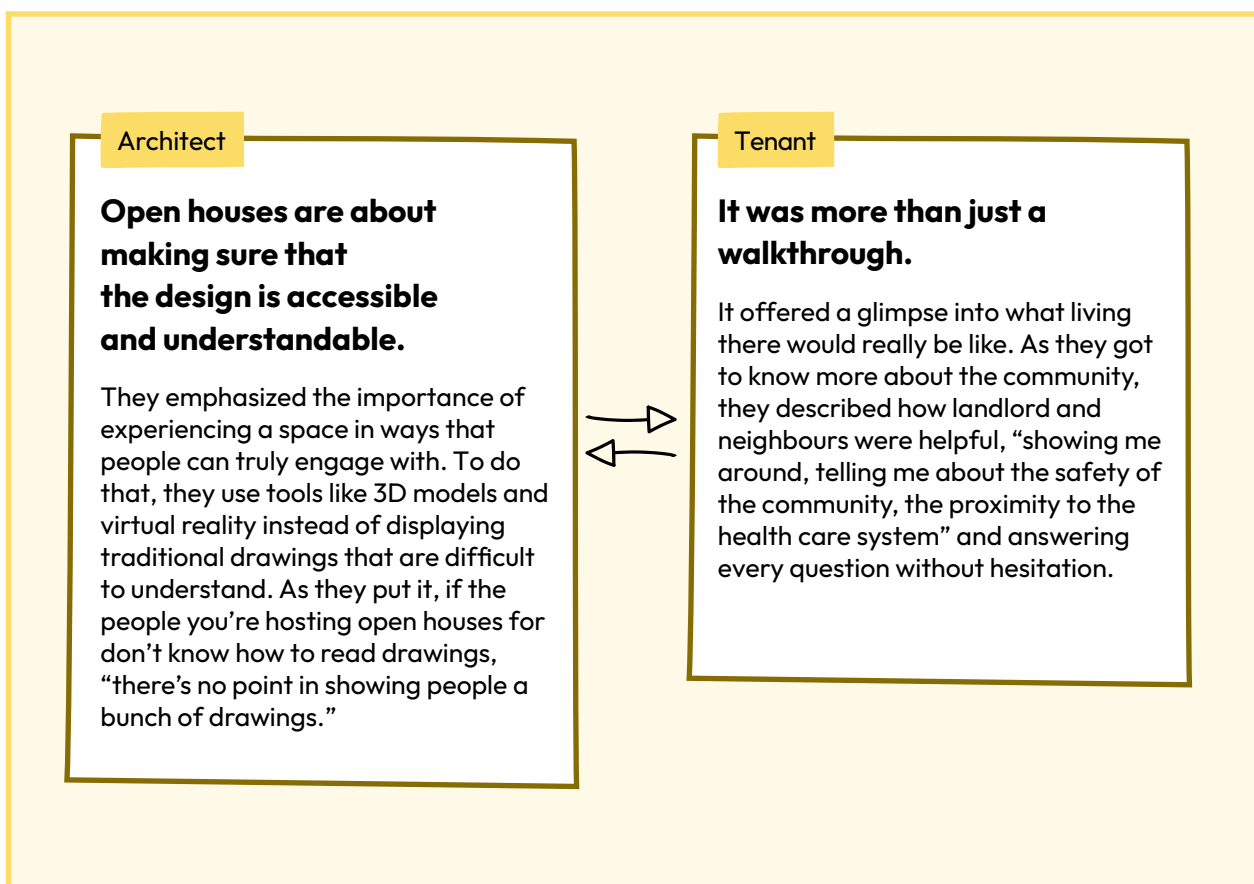 Architect
Open houses are about
making sure that
the design is accessible
and understandable.
They emphasized the importance of
experiencing a space in ways that
people can truly engage with. To do
that, they use tools like 3D models and
virtual reality instead of displaying
traditional drawings that are difficult
to understand. As they put it, if the
people you’re hosting open houses for
don’t know how to read drawings,
“there’s no point in showing people a
bunch of drawings.”
Tenant
It was more than just a
walkthrough.
It offered a glimpse into what living
there would really be like. As they got
to know more about the community,
they described how landlord and
neighbours were helpful, “showing me
around, telling me about the safety of
the community, the proximity to the
health care system” and answering
every question without hesitation.